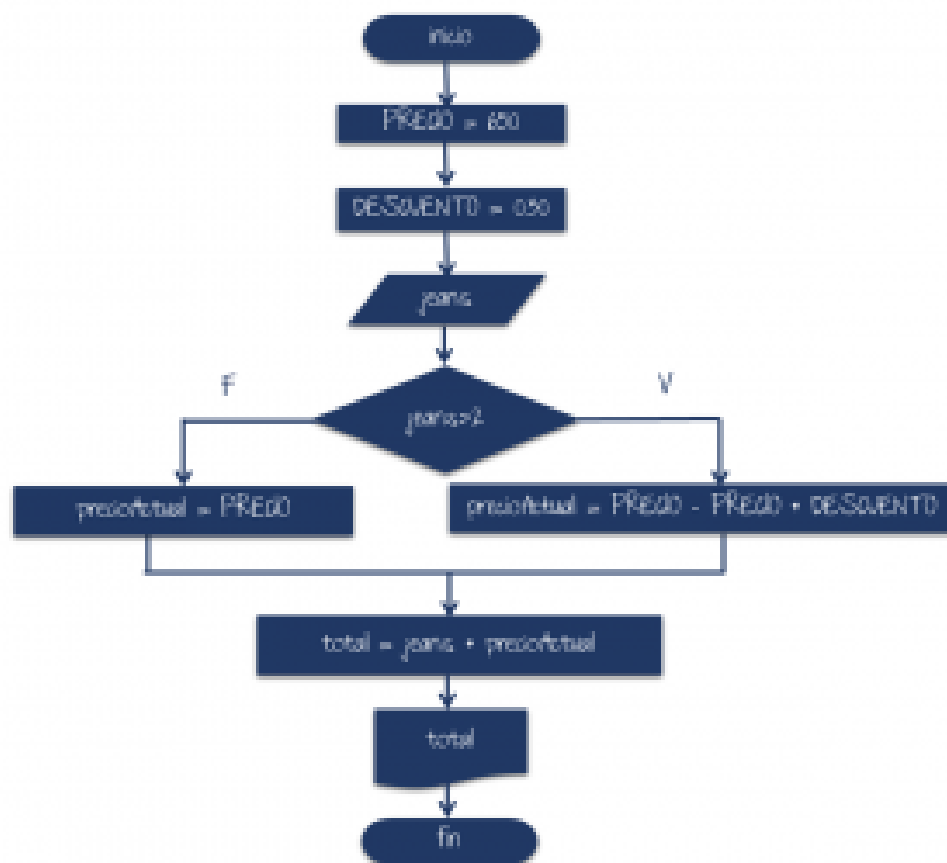 inicio
PRECIO = 650
DESCUENTO = 0.30
jeans
F
V
jeans>2
precioActual = PRECIO
precioActual = PRECIO - PRECIO * DESCUENTO
total = jeans * precioActual
total
fin